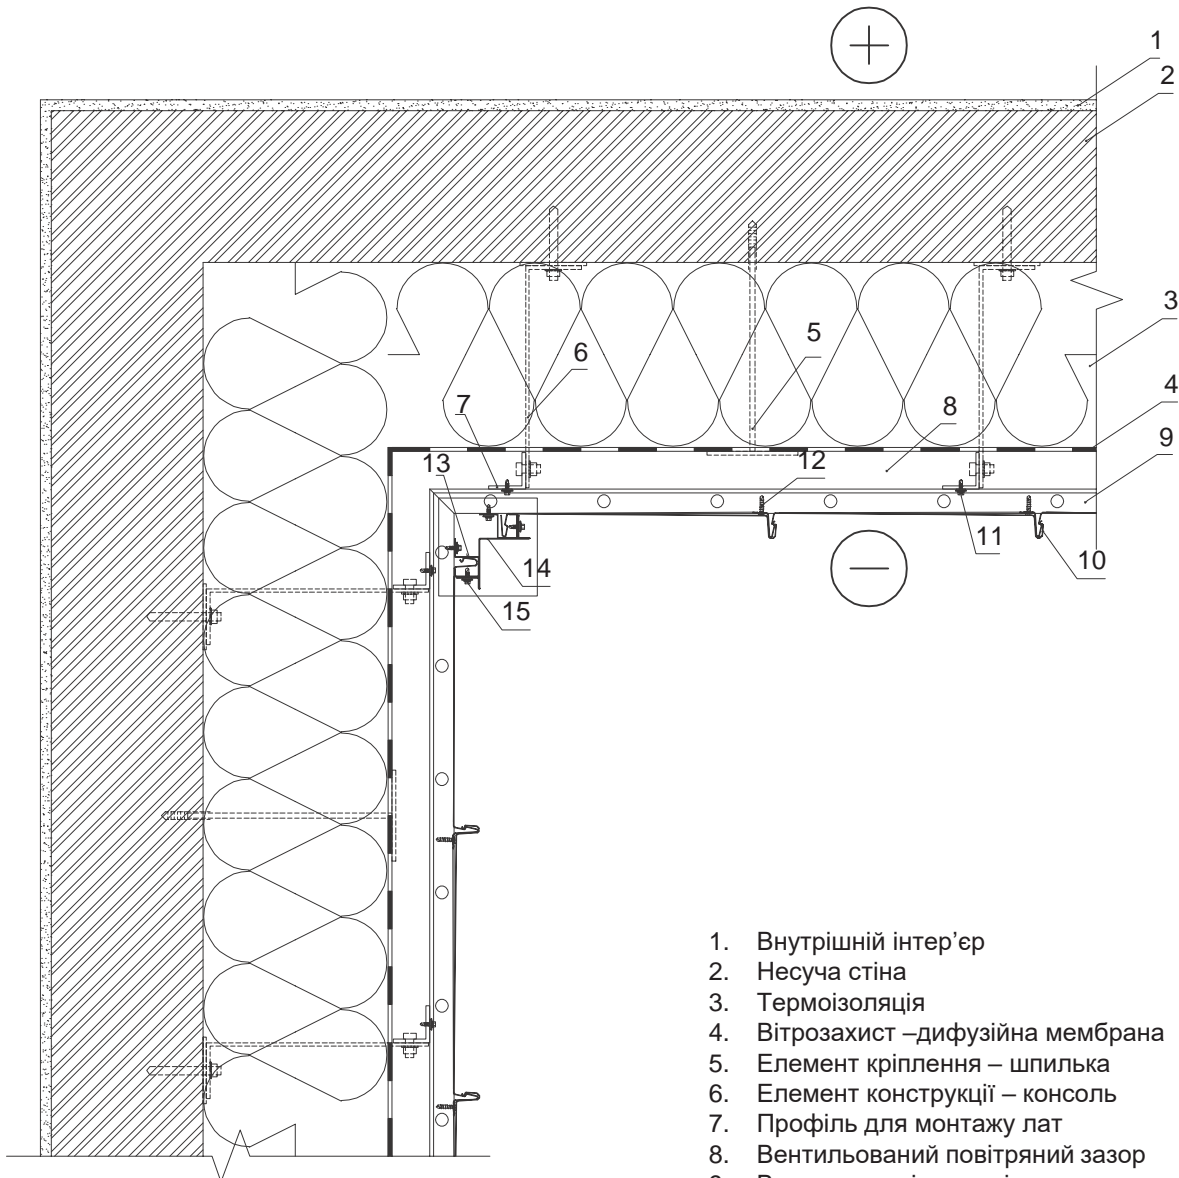 1
2
3
4
5
6
7
8
9
10
11
12
13
14
15
1. Внутрішній інтер’єр
2. Несуча стіна
3. Термоізоляція
4. Вітрозахист –дифузійна мембрана
5. Елемент кріплення – шпилька
6. Елемент конструкції – консоль
7. Профіль для монтажу лат
8. Вентильований повітряний зазор